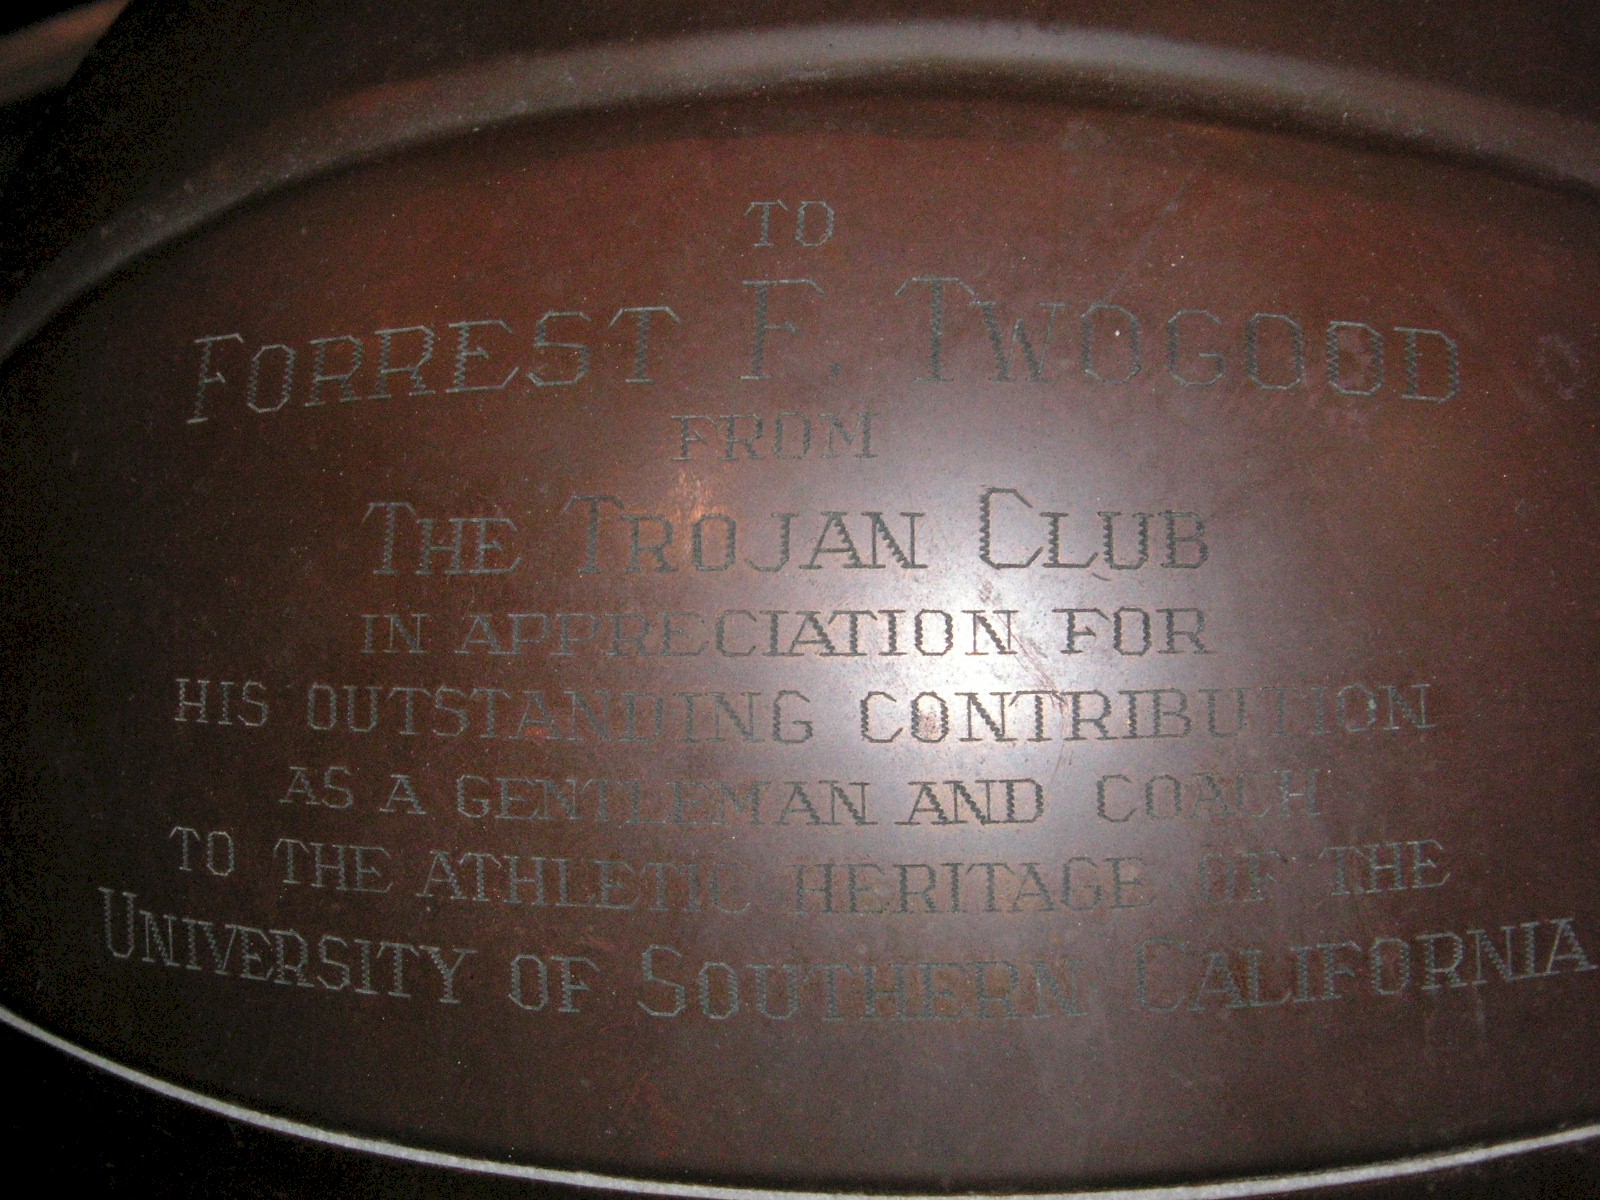 TO
FORREST F. TWOGOOD
FROM
THE TROJAN CLUB
IN APPRECIATION FOR
HIS OUTSTANDING CONTRIBUTION
AS A GENTLEMAN AND COACH
TO THE ATHLETIC HERITAGE OF THE
UNIVERSITY OF SOUTHERN CALIFORNIA